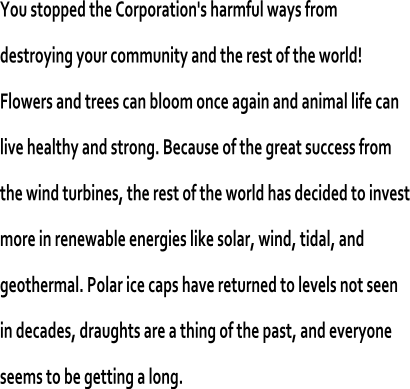 You stopped the Corporation's harmful ways from
destroying your community and the rest of the world!
Flowers and trees can bloom once again and animal life can
live healthy and strong. Because of the great success from
the wind turbines, the rest of the world has decided to invest
more in renewable energies like solar, wind, tidal, and
geothermal. Polar ice caps have returned to levels not seen
in decades, draughts are a thing of the past, and everyone
seems to be getting a long.